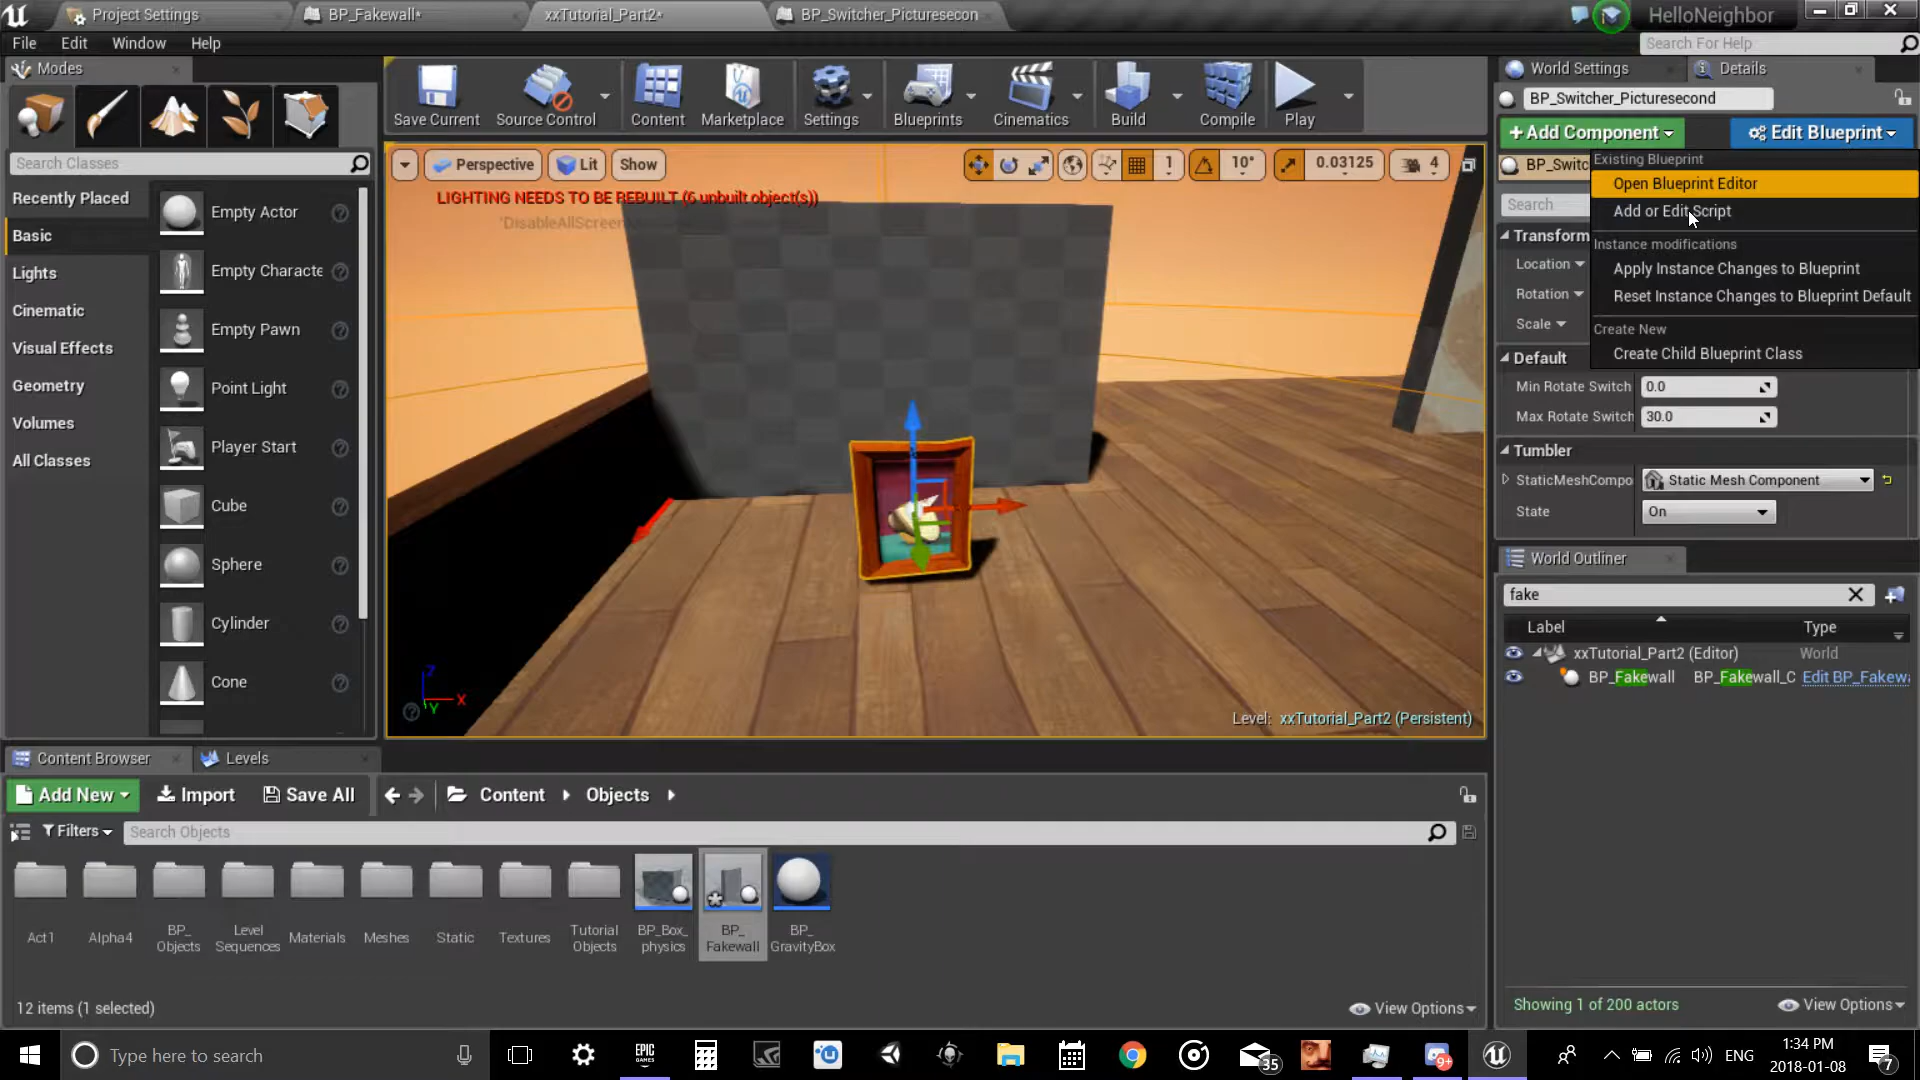 Project Settings
BP_Fakewall*
xxTutorial_Part2*
BP_Switcher_Picturesecon
HelloNeighbor
File
Edit
Window
Help
Search For Help
Modes
Search Classes
Recently Placed
Basic
Lights
Cinematic
Visual Effects
Geometry
Volumes
All Classes
Empty Actor
Empty Characte
Empty Pawn
Point Light
Player Start
Cube
Sphere
Cylinder
Cone
Save Current
Source Control
Content
Marketplace
Settings
Blueprints
Cinematics
Build
Compile
Play
Perspective
Lit
Show
1
10°
0.03125
4
LIGHTING NEEDS TO BE REBUILT (6 unbuilt object(s))
Z
X
Y
Level: xxTutorial_Part2 (Persistent)
World Settings
Details
BP_Switcher_Picturesecond
+Add Component
Edit Blueprint
BP_Switc
Existing Blueprint
Open Blueprint Editor
Add or Edit Script
Instance modifications
Apply Instance Changes to Blueprint
Reset Instance Changes to Blueprint Default
Create New
Create Child Blueprint Class
Search
Transform
Location
Rotation
Scale
Default
Min Rotate Switch
0.0
Max Rotate Switch
30.0
Tumbler
StaticMeshCompo
Static Mesh Component
State
On
World Outliner
fake
Label
Type
xxTutorial_Part2 (Editor)
World
BP_Fakewall
BP_Fakewall_C
Edit BP_Fakewa
Showing 1 of 200 actors
View Options
Content Browser
Levels
Add New
Import
Save All
Content
Objects
Filters
Search Objects
Act1
Alpha4
BP_
Objects
Level
Sequences
Materials
Meshes
Static
Textures
Tutorial
Objects
BP_Box_
physics
BP_
Fakewall
BP_
GravityBox
12 items (1 selected)
View Options
Type here to search
EPIC
GAMES
35
9+
ENG
1:34 PM
2018-01-08
7